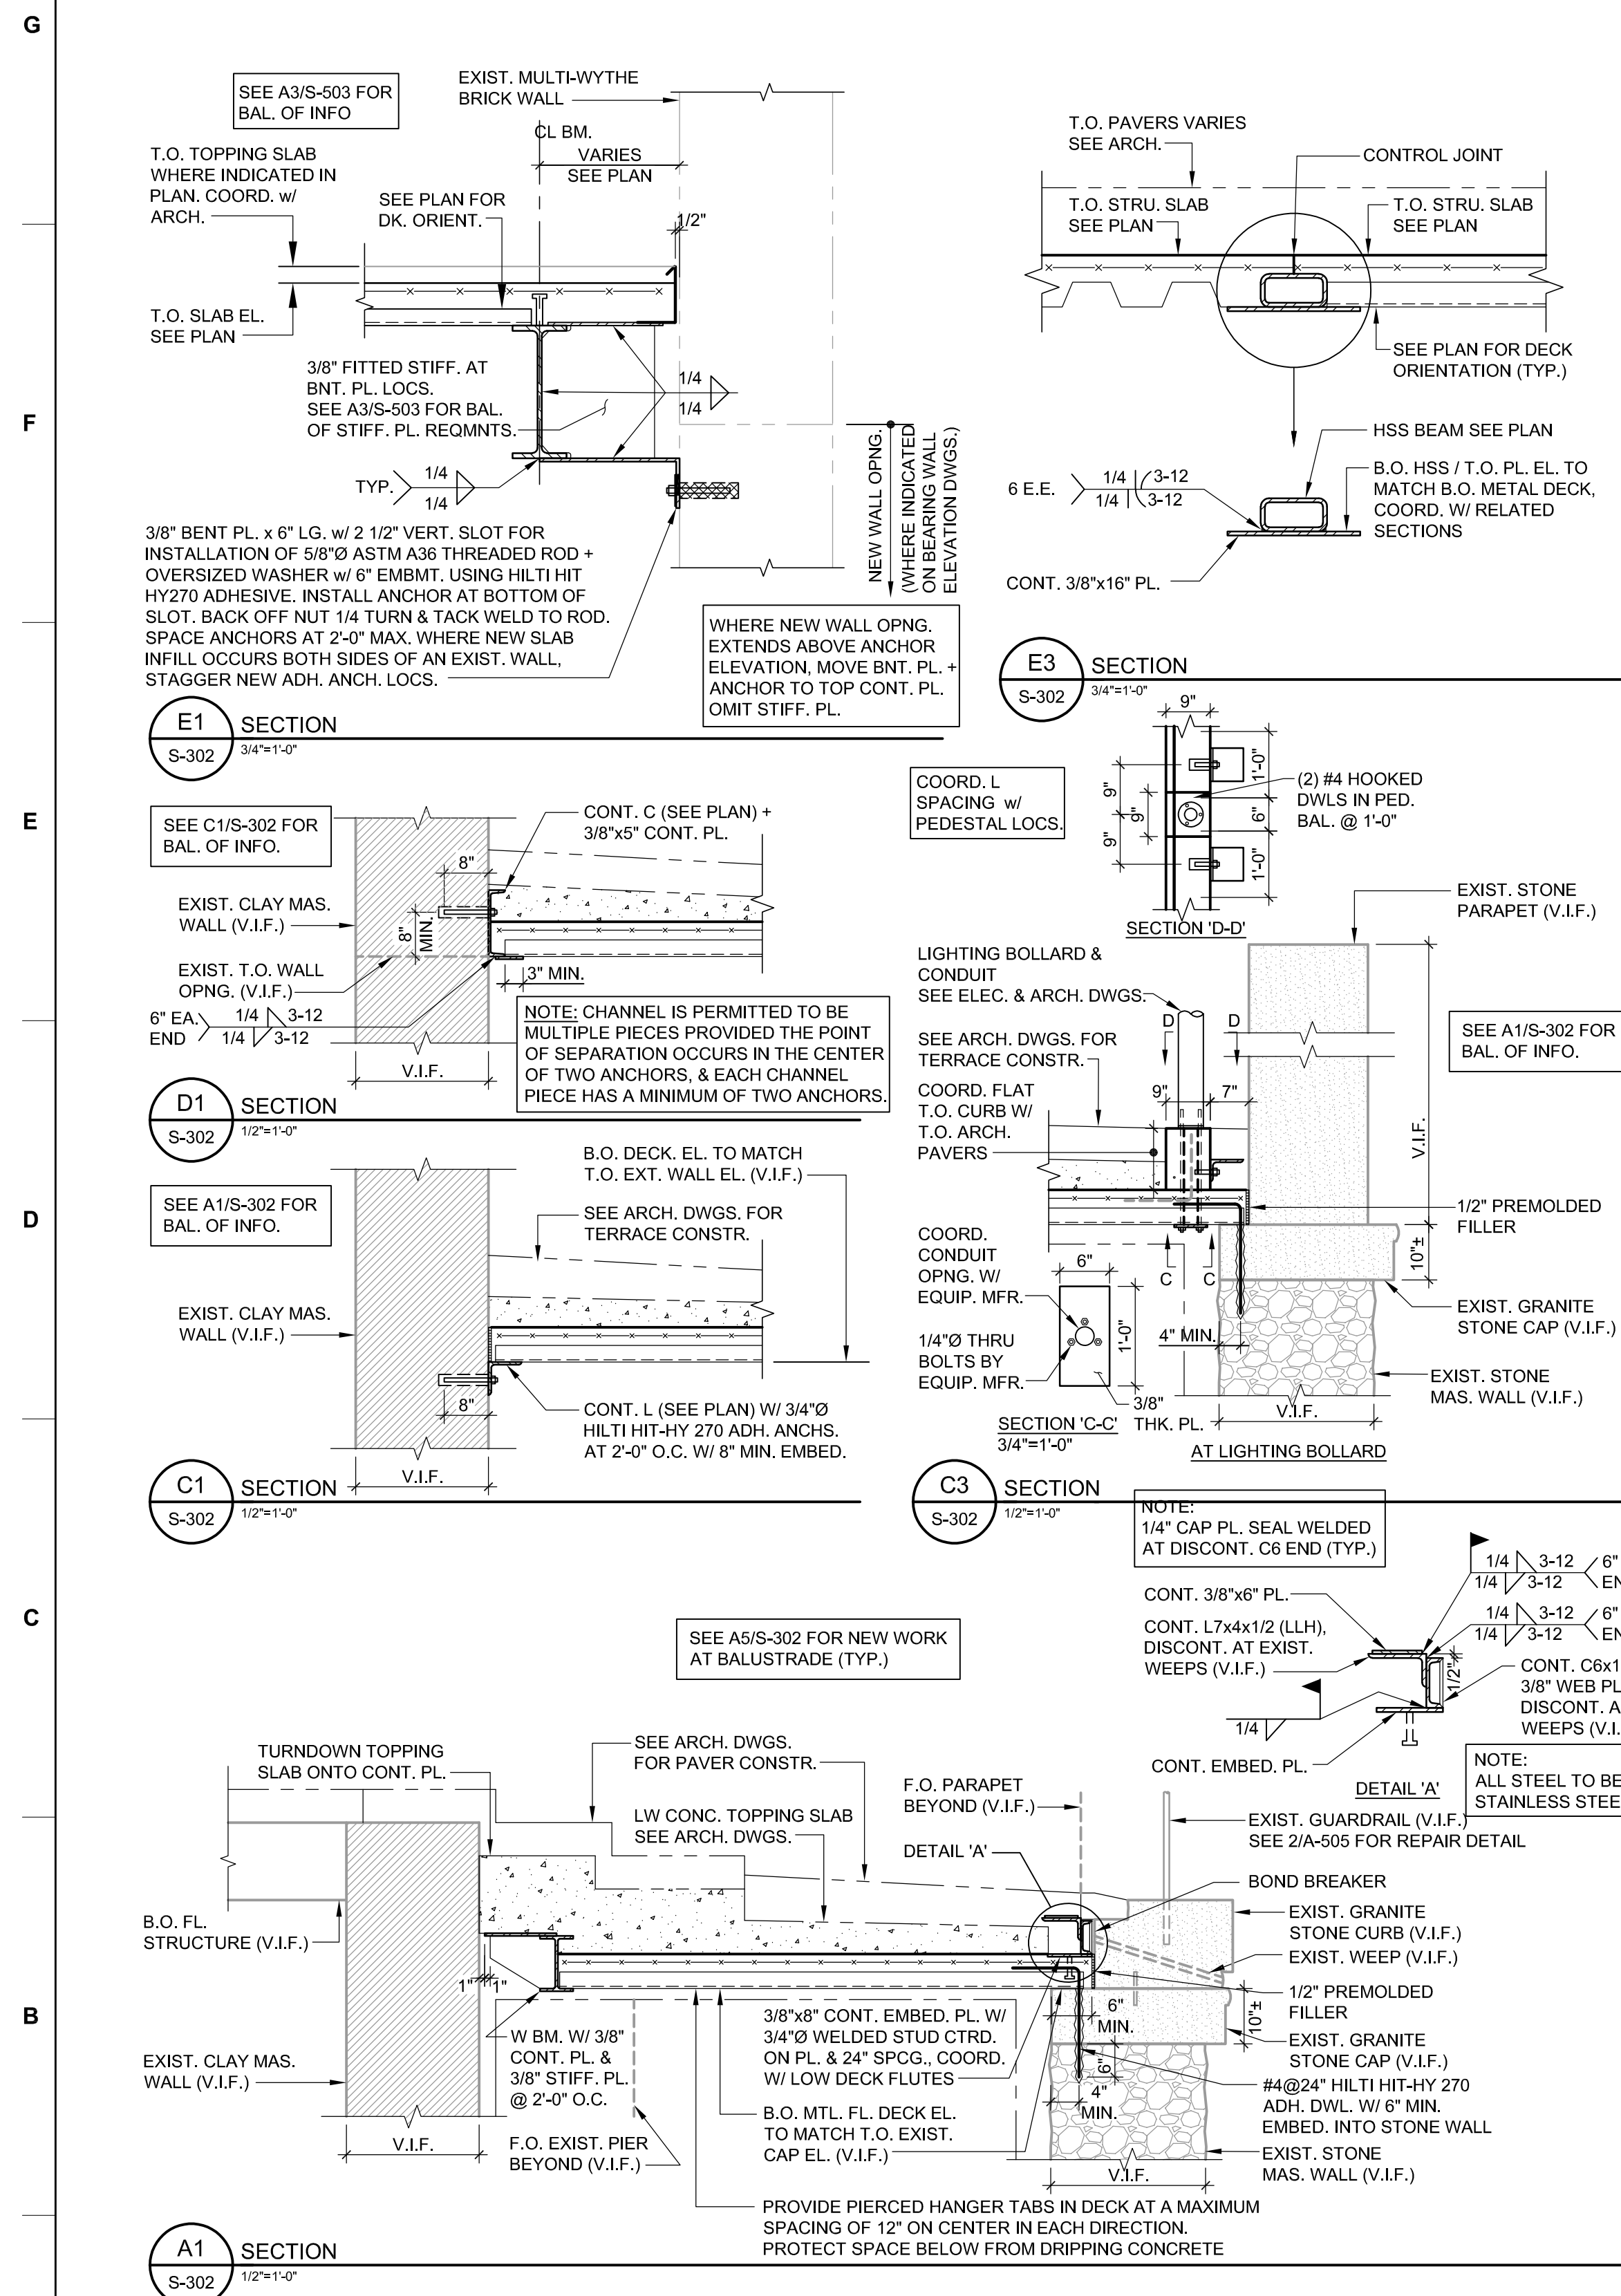 G
F
E
D
C
B
SEE A3/S-503 FOR
BAL. OF INFO
EXIST. MULTI-WYTHE
BRICK WALL
CL BM.
VARIES
SEE PLAN
T.O. TOPPING SLAB
WHERE INDICATED IN
PLAN. COORD. w/
ARCH.
SEE PLAN FOR
DK. ORIENT.
1/2"
T.O. SLAB EL.
SEE PLAN
3/8" FITTED STIFF. AT
BNT. PL. LOCS.
SEE A3/S-503 FOR BAL.
OF STIFF. PL. REQMNTS.
1/4
1/4
TYP.
1/4
1/4
NEW WALL OPNG.
(WHERE INDICATED
ON BEARING WALL
ELEVATION DWGS.)
3/8" BENT PL. x 6" LG. w/ 2 1/2" VERT. SLOT FOR
INSTALLATION OF 5/8"Ø ASTM A36 THREADED ROD +
OVERSIZED WASHER w/ 6" EMBMT. USING HILTI HIT
HY270 ADHESIVE. INSTALL ANCHOR AT BOTTOM OF
SLOT. BACK OFF NUT 1/4 TURN & TACK WELD TO ROD.
SPACE ANCHORS AT 2'-0" MAX. WHERE NEW SLAB
INFILL OCCURS BOTH SIDES OF AN EXIST. WALL,
STAGGER NEW ADH. ANCH. LOCS.
WHERE NEW WALL OPNG.
EXTENDS ABOVE ANCHOR
ELEVATION, MOVE BNT. PL. +
ANCHOR TO TOP CONT. PL.
OMIT STIFF. PL.
E1
S-302
SECTION
3/4"=1'-0"
T.O. PAVERS VARIES
SEE ARCH.
CONTROL JOINT
T.O. STRU. SLAB
SEE PLAN
T.O. STRU. SLAB
SEE PLAN
SEE PLAN FOR DECK
ORIENTATION (TYP.)
HSS BEAM SEE PLAN
B.O. HSS / T.O. PL. EL. TO
MATCH B.O. METAL DECK,
COORD. W/ RELATED
SECTIONS
6 E.E.
1/4 3-12
1/4 3-12
CONT. 3/8"x16" PL.
E3
S-302
SECTION
3/4"=1'-0"
SEE C1/S-302 FOR
BAL. OF INFO.
CONT. C (SEE PLAN) +
3/8"x5" CONT. PL.
8"
EXIST. CLAY MAS.
WALL (V.I.F.)
8"
MIN.
EXIST. T.O. WALL
OPNG. (V.I.F.)
3" MIN.
6" EA.
END
1/4 3-12
1/4 3-12
V.I.F.
NOTE: CHANNEL IS PERMITTED TO BE
MULTIPLE PIECES PROVIDED THE POINT
OF SEPARATION OCCURS IN THE CENTER
OF TWO ANCHORS, & EACH CHANNEL
PIECE HAS A MINIMUM OF TWO ANCHORS.
D1
S-302
SECTION
1/2"=1'-0"
SEE A1/S-302 FOR
BAL. OF INFO.
B.O. DECK. EL. TO MATCH
T.O. EXT. WALL EL. (V.I.F.)
SEE ARCH. DWGS. FOR
TERRACE CONSTR.
EXIST. CLAY MAS.
WALL (V.I.F.)
8"
CONT. L (SEE PLAN) W/ 3/4"Ø
HILTI HIT-HY 270 ADH. ANCHS.
AT 2'-0" O.C. W/ 8" MIN. EMBED.
V.I.F.
C1
S-302
SECTION
1/2"=1'-0"
COORD. L
SPACING w/
PEDESTAL LOCS.
9"
9"
9"
9"
1'-0"
6"
1'-0"
(2) #4 HOOKED
DWLS IN PED.
BAL. @ 1'-0"
SECTION 'D-D'
EXIST. STONE
PARAPET (V.I.F.)
LIGHTING BOLLARD &
CONDUIT
SEE ELEC. & ARCH. DWGS.
D
D
SEE ARCH. DWGS. FOR
TERRACE CONSTR.
SEE A1/S-302 FOR
BAL. OF INFO.
COORD. FLAT
T.O. CURB W/
T.O. ARCH.
PAVERS
9"
7"
V.I.F.
1/2" PREMOLDED
FILLER
10"±
COORD.
CONDUIT
OPNG. W/
EQUIP. MFR.
6"
C
C
EXIST. GRANITE
STONE CAP (V.I.F.)
1/4"Ø THRU
BOLTS BY
EQUIP. MFR.
1'-0"
4" MIN.
3/8"
THK. PL.
EXIST. STONE
MAS. WALL (V.I.F.)
V.I.F.
SECTION 'C-C'
3/4"=1'-0"
AT LIGHTING BOLLARD
C3
S-302
SECTION
1/2"=1'-0"
NOTE:
1/4" CAP PL. SEAL WELDED
AT DISCONT. C6 END (TYP.)
CONT. 3/8"x6" PL.
1/4 3-12 6"
1/4 3-12
CONT. L7x4x1/2 (LLH),
DISCONT. AT EXIST.
WEEPS (V.I.F.)
1/4 3-12 6"
1/4 3-12
1/2"
CONT. C6x1
3/8" WEB PL
DISCONT. A
WEEPS (V.I.
1/4
CONT. EMBED. PL.
DETAIL 'A'
NOTE:
ALL STEEL TO BE
STAINLESS STEE
SEE A5/S-302 FOR NEW WORK
AT BALUSTRADE (TYP.)
TURNDOWN TOPPING
SLAB ONTO CONT. PL.
SEE ARCH. DWGS.
FOR PAVER CONSTR.
LW CONC. TOPPING SLAB
SEE ARCH. DWGS.
F.O. PARAPET
BEYOND (V.I.F.)
DETAIL 'A'
EXIST. GUARDRAIL (V.I.F.)
SEE 2/A-505 FOR REPAIR DETAIL
BOND BREAKER
EXIST. GRANITE
STONE CURB (V.I.F.)
EXIST. WEEP (V.I.F.)
1/2" PREMOLDED
FILLER
10"±
EXIST. GRANITE
STONE CAP (V.I.F.)
#4@24" HILTI HIT-HY 270
ADH. DWL. W/ 6" MIN.
EMBED. INTO STONE WALL
EXIST. STONE
MAS. WALL (V.I.F.)
B.O. FL.
STRUCTURE (V.I.F.)
1"
1"
EXIST. CLAY MAS.
WALL (V.I.F.)
W BM. W/ 3/8"
CONT. PL. &
3/8" STIFF. PL.
@ 2'-0" O.C.
F.O. EXIST. PIER
BEYOND (V.I.F.)
3/8"x8" CONT. EMBED. PL. W/
3/4"Ø WELDED STUD CTRD.
ON PL. & 24" SPCG., COORD.
W/ LOW DECK FLUTES
B.O. MTL. FL. DECK EL.
TO MATCH T.O. EXIST.
CAP EL. (V.I.F.)
6"
MIN.
6"
4"
MIN.
V.I.F.
V.I.F.
PROVIDE PIERCED HANGER TABS IN DECK AT A MAXIMUM
SPACING OF 12" ON CENTER IN EACH DIRECTION.
PROTECT SPACE BELOW FROM DRIPPING CONCRETE
A1
S-302
SECTION
1/2"=1'-0"